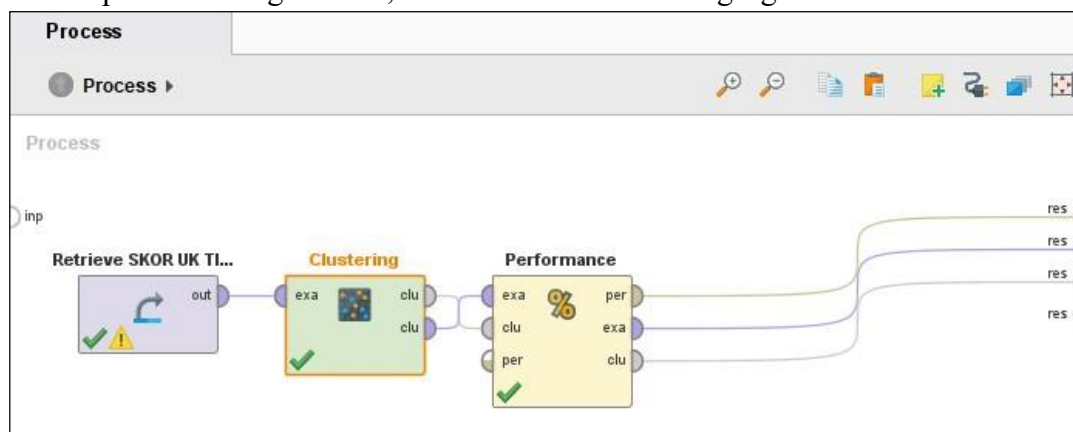 Process
Process
Process
inp
Retrieve SKOR UK TI...
out
Clustering
exa
clu
clu
Performance
exa
clu
per
per
exa
clu
res
res
res
res